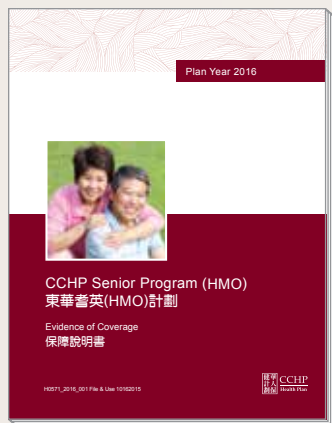 Plan Year 2016
CCHP Senior Program (HMO)
東華耆英(HMO)計劃
Evidence of Coverage
保障說明書
H0571_2016_001 File & Use 10162015
CCHP
Health Plan